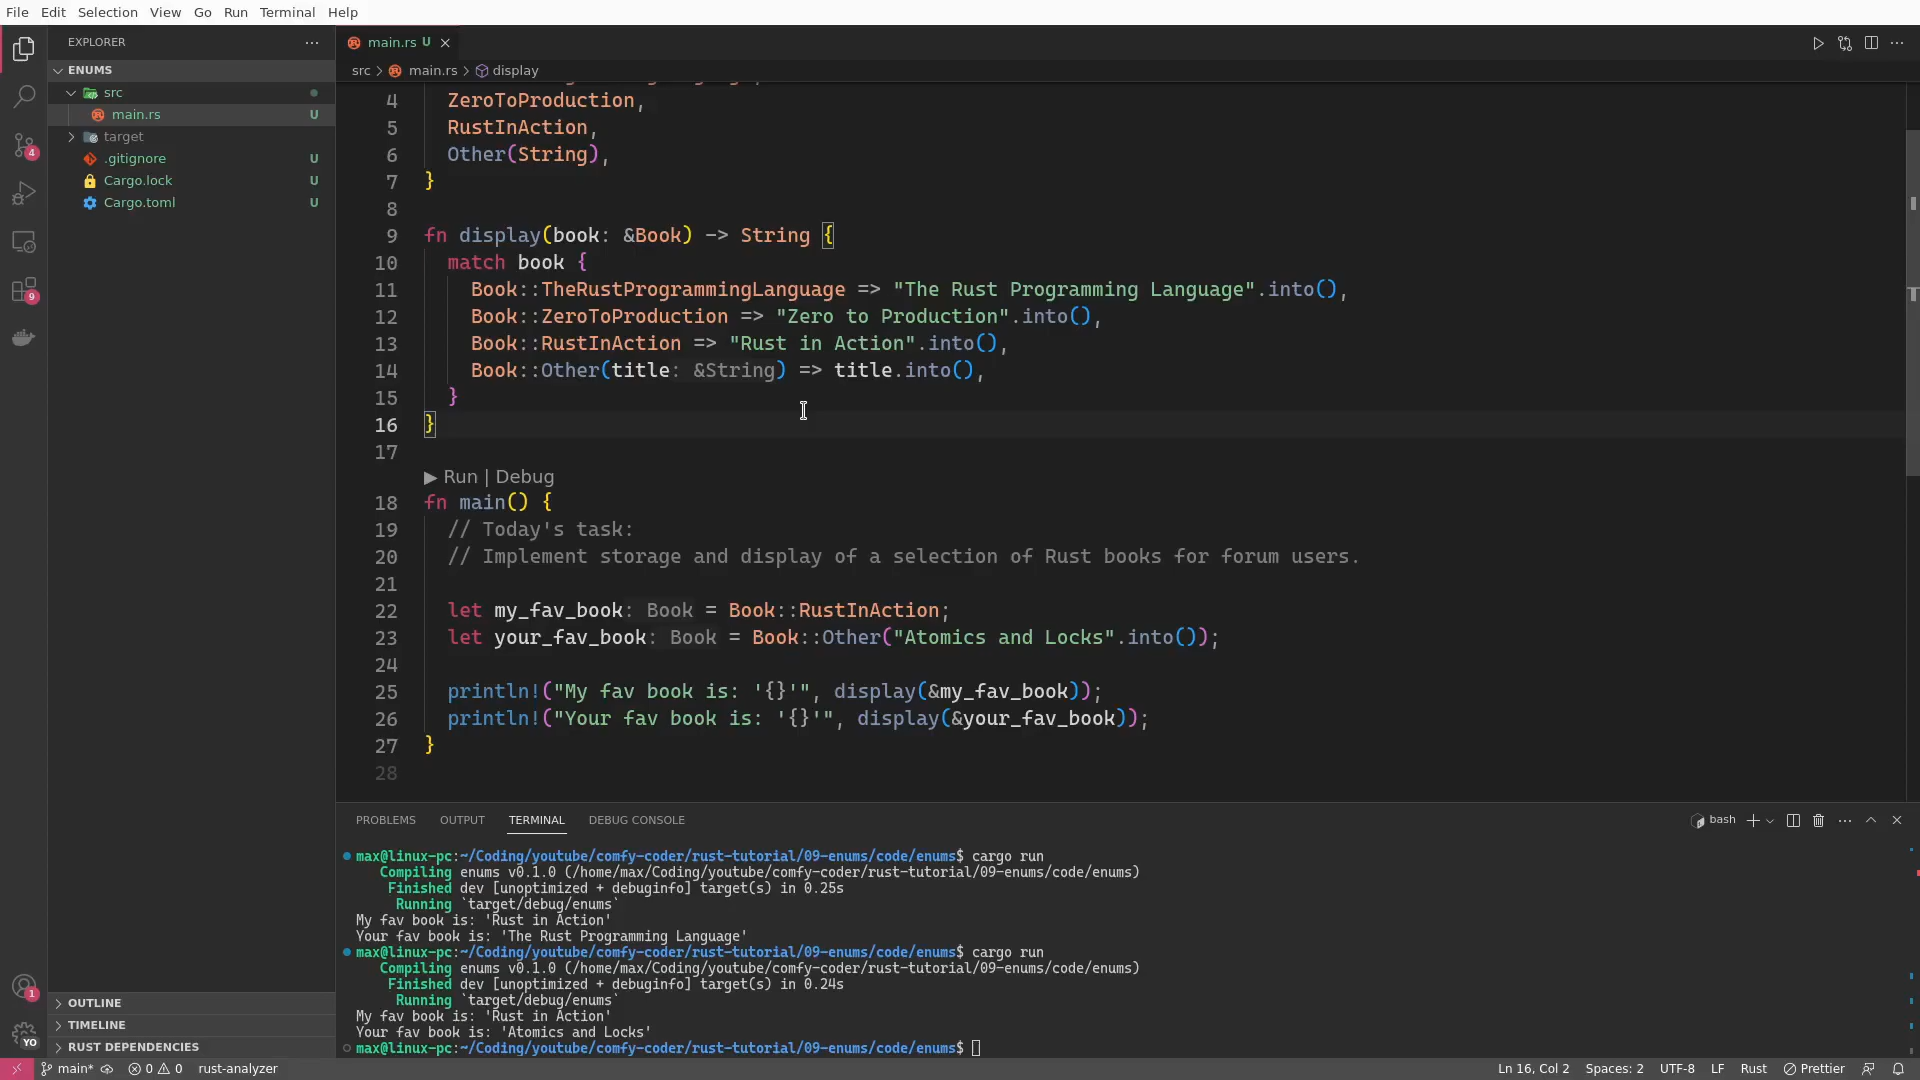 File Edit Selection View Go Run Terminal Help
EXPLORER
ENUMS
src
main.rs U
target
.gitignore U
Cargo.lock U
Cargo.toml U
OUTLINE
TIMELINE
RUST DEPENDENCIES
4
9
1
YO
main.rs U
src > main.rs > display
4 ZeroToProduction,
5 RustInAction,
6 Other(String),
7 }
8
9 fn display(book: &Book) -> String {
10 match book {
11 Book::TheRustProgrammingLanguage => "The Rust Programming Language".into(),
12 Book::ZeroToProduction => "Zero to Production".into(),
13 Book::RustInAction => "Rust in Action".into(),
14 Book::Other(title: &String) => title.into(),
15 }
16 }
17
▶ Run | Debug
18 fn main() {
19 // Today's task:
20 // Implement storage and display of a selection of Rust books for forum users.
21
22 let my_fav_book: Book = Book::RustInAction;
23 let your_fav_book: Book = Book::Other("Atomics and Locks".into());
24
25 println!("My fav book is: '{}'", display(&my_fav_book));
26 println!("Your fav book is: '{}'", display(&your_fav_book));
27 }
28
PROBLEMS OUTPUT TERMINAL DEBUG CONSOLE
bash
max@linux-pc:~/Coding/youtube/comfy-coder/rust-tutorial/09-enums/code/enums$ cargo run
Compiling enums v0.1.0 (/home/max/Coding/youtube/comfy-coder/rust-tutorial/09-enums/code/enums)
Finished dev [unoptimized + debuginfo] target(s) in 0.25s
Running `target/debug/enums`
My fav book is: 'Rust in Action'
Your fav book is: 'The Rust Programming Language'
max@linux-pc:~/Coding/youtube/comfy-coder/rust-tutorial/09-enums/code/enums$ cargo run
Compiling enums v0.1.0 (/home/max/Coding/youtube/comfy-coder/rust-tutorial/09-enums/code/enums)
Finished dev [unoptimized + debuginfo] target(s) in 0.24s
Running `target/debug/enums`
My fav book is: 'Rust in Action'
Your fav book is: 'Atomics and Locks'
max@linux-pc:~/Coding/youtube/comfy-coder/rust-tutorial/09-enums/code/enums$
main* 0 0 rust-analyzer Ln 16, Col 2 Spaces: 2 UTF-8 LF Rust Prettier